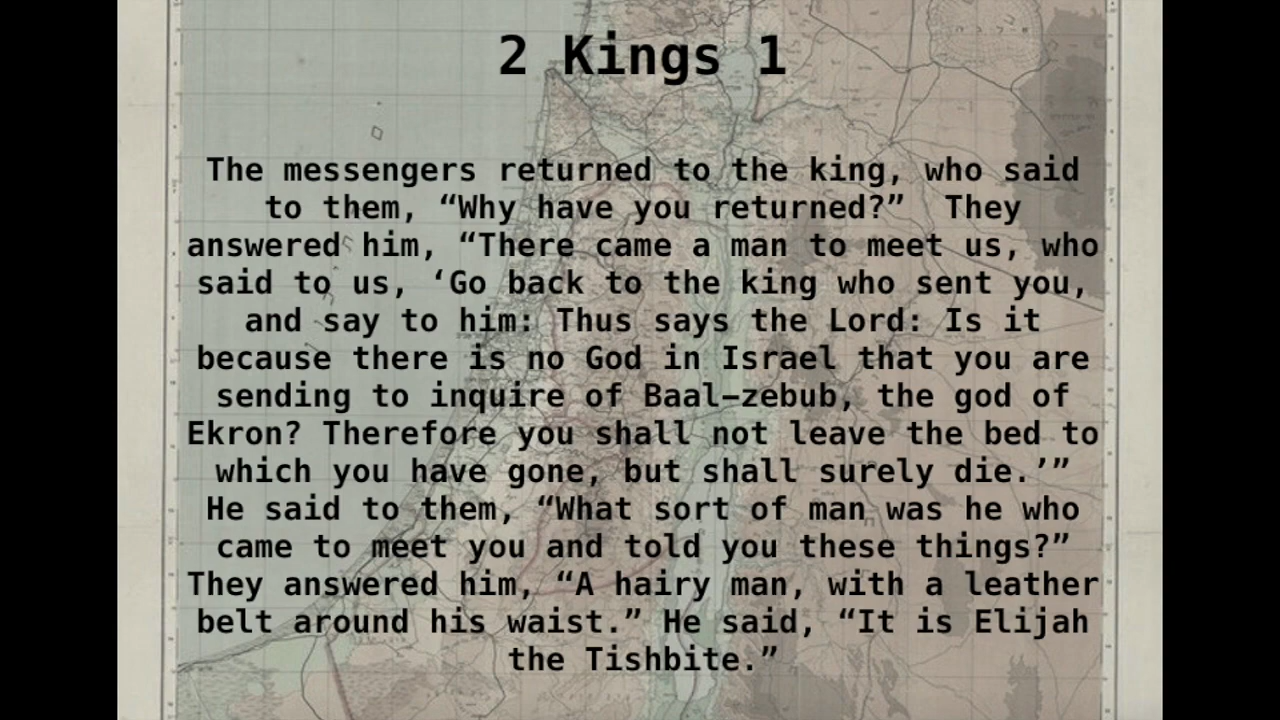 2 Kings 1
The messengers returned to the king, who said
to them, “Why have you returned?”  They
answered him, “There came a man to meet us, who
said to us, ‘Go back to the king who sent you,
and say to him: Thus says the Lord: Is it
because there is no God in Israel that you are
sending to inquire of Baal–zebub, the god of
Ekron? Therefore you shall not leave the bed to
which you have gone, but shall surely die.’”
He said to them, “What sort of man was he who
came to meet you and told you these things?”
They answered him, “A hairy man, with a leather
belt around his waist.” He said, “It is Elijah
the Tishbite.”